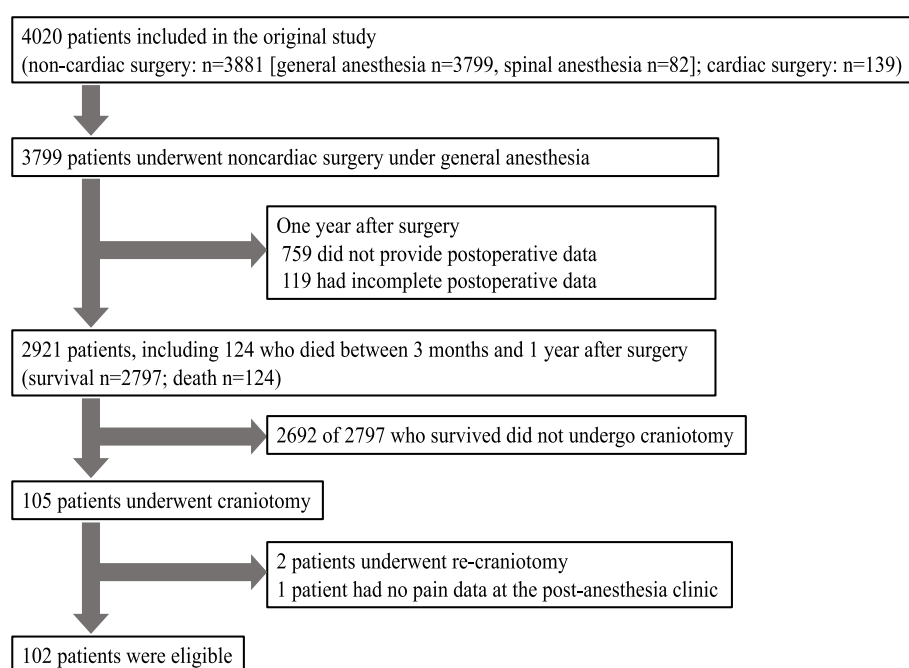 4020 patients included in the original study
(non-cardiac surgery: n=3881 [general anesthesia n=3799, spinal anesthesia n=82]; cardiac surgery: n=139)
3799 patients underwent noncardiac surgery under general anesthesia
One year after surgery
759 did not provide postoperative data
119 had incomplete postoperative data
2921 patients, including 124 who died between 3 months and 1 year after surgery
(survival n=2797; death n=124)
2692 of 2797 who survived did not undergo craniotomy
105 patients underwent craniotomy
2 patients underwent re-craniotomy
1 patient had no pain data at the post-anesthesia clinic
102 patients were eligible